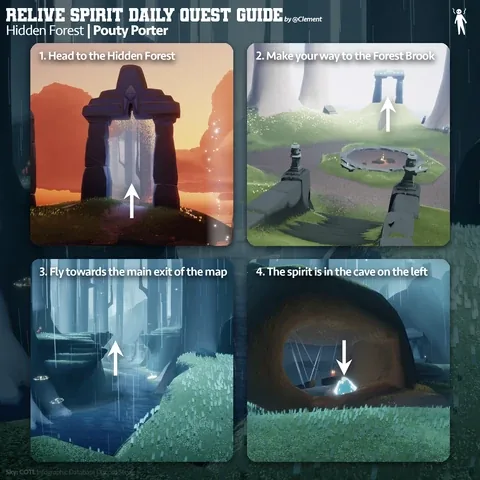 RELIVE SPIRIT DAILY QUEST GUIDE by @Clement
Hidden Forest | Pouty Porter
1. Head to the Hidden Forest
2. Make your way to the Forest Brook
3. Fly towards the main exit of the map
4. The spirit is in the cave on the left